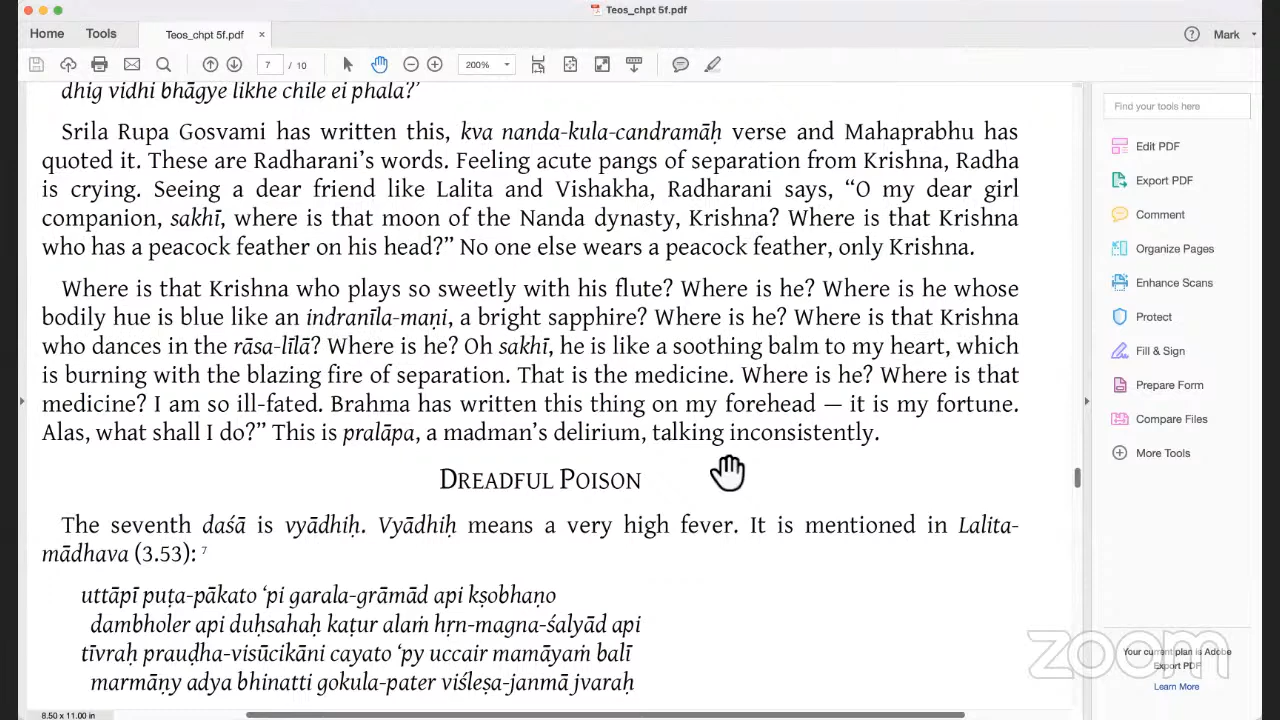 Teos_chpt 5f.pdf
Home Tools Teos_chpt 5f.pdf × Mark
7 / 10 200%
dhig vidhi bhāgye likhe chile ei phala?’
Srila Rupa Gosvami has written this, kva nanda-kula-candramāḥ verse and Mahaprabhu has
quoted it. These are Radharani’s words. Feeling acute pangs of separation from Krishna, Radha
is crying. Seeing a dear friend like Lalita and Vishakha, Radharani says, “O my dear girl
companion, sakhī, where is that moon of the Nanda dynasty, Krishna? Where is that Krishna
who has a peacock feather on his head?” No one else wears a peacock feather, only Krishna.
Where is that Krishna who plays so sweetly with his flute? Where is he? Where is he whose
bodily hue is blue like an indranīla-maṇi, a bright sapphire? Where is he? Where is that Krishna
who dances in the rāsa-līlā? Where is he? Oh sakhī, he is like a soothing balm to my heart, which
is burning with the blazing fire of separation. That is the medicine. Where is he? Where is that
medicine? I am so ill-fated. Brahma has written this thing on my forehead — it is my fortune.
Alas, what shall I do?” This is pralāpa, a madman’s delirium, talking inconsistently.
Dreadful Poison
The seventh daśā is vyādhiḥ. Vyādhiḥ means a very high fever. It is mentioned in Lalita-
mādhava (3.53): 7
uttāpī puṭa-pākato ‘pi garala-grāmād api kṣobhaṇo
dambholer api duḥsahaḥ kaṭur alaṁ hṛn-magna-śalyād api
tīvraḥ prauḍha-visūcikāni cayato ‘py uccair mamāyaṁ balī
marmāṇy adya bhinatti gokula-pater viśleṣa-janmā jvaraḥ
8.50 x 11.00 in
Find your tools here
Edit PDF
Export PDF
Comment
Organize Pages
Enhance Scans
Protect
Fill & Sign
Prepare Form
Compare Files
More Tools
Your current plan is Adobe
Export PDF
Learn More
zoom